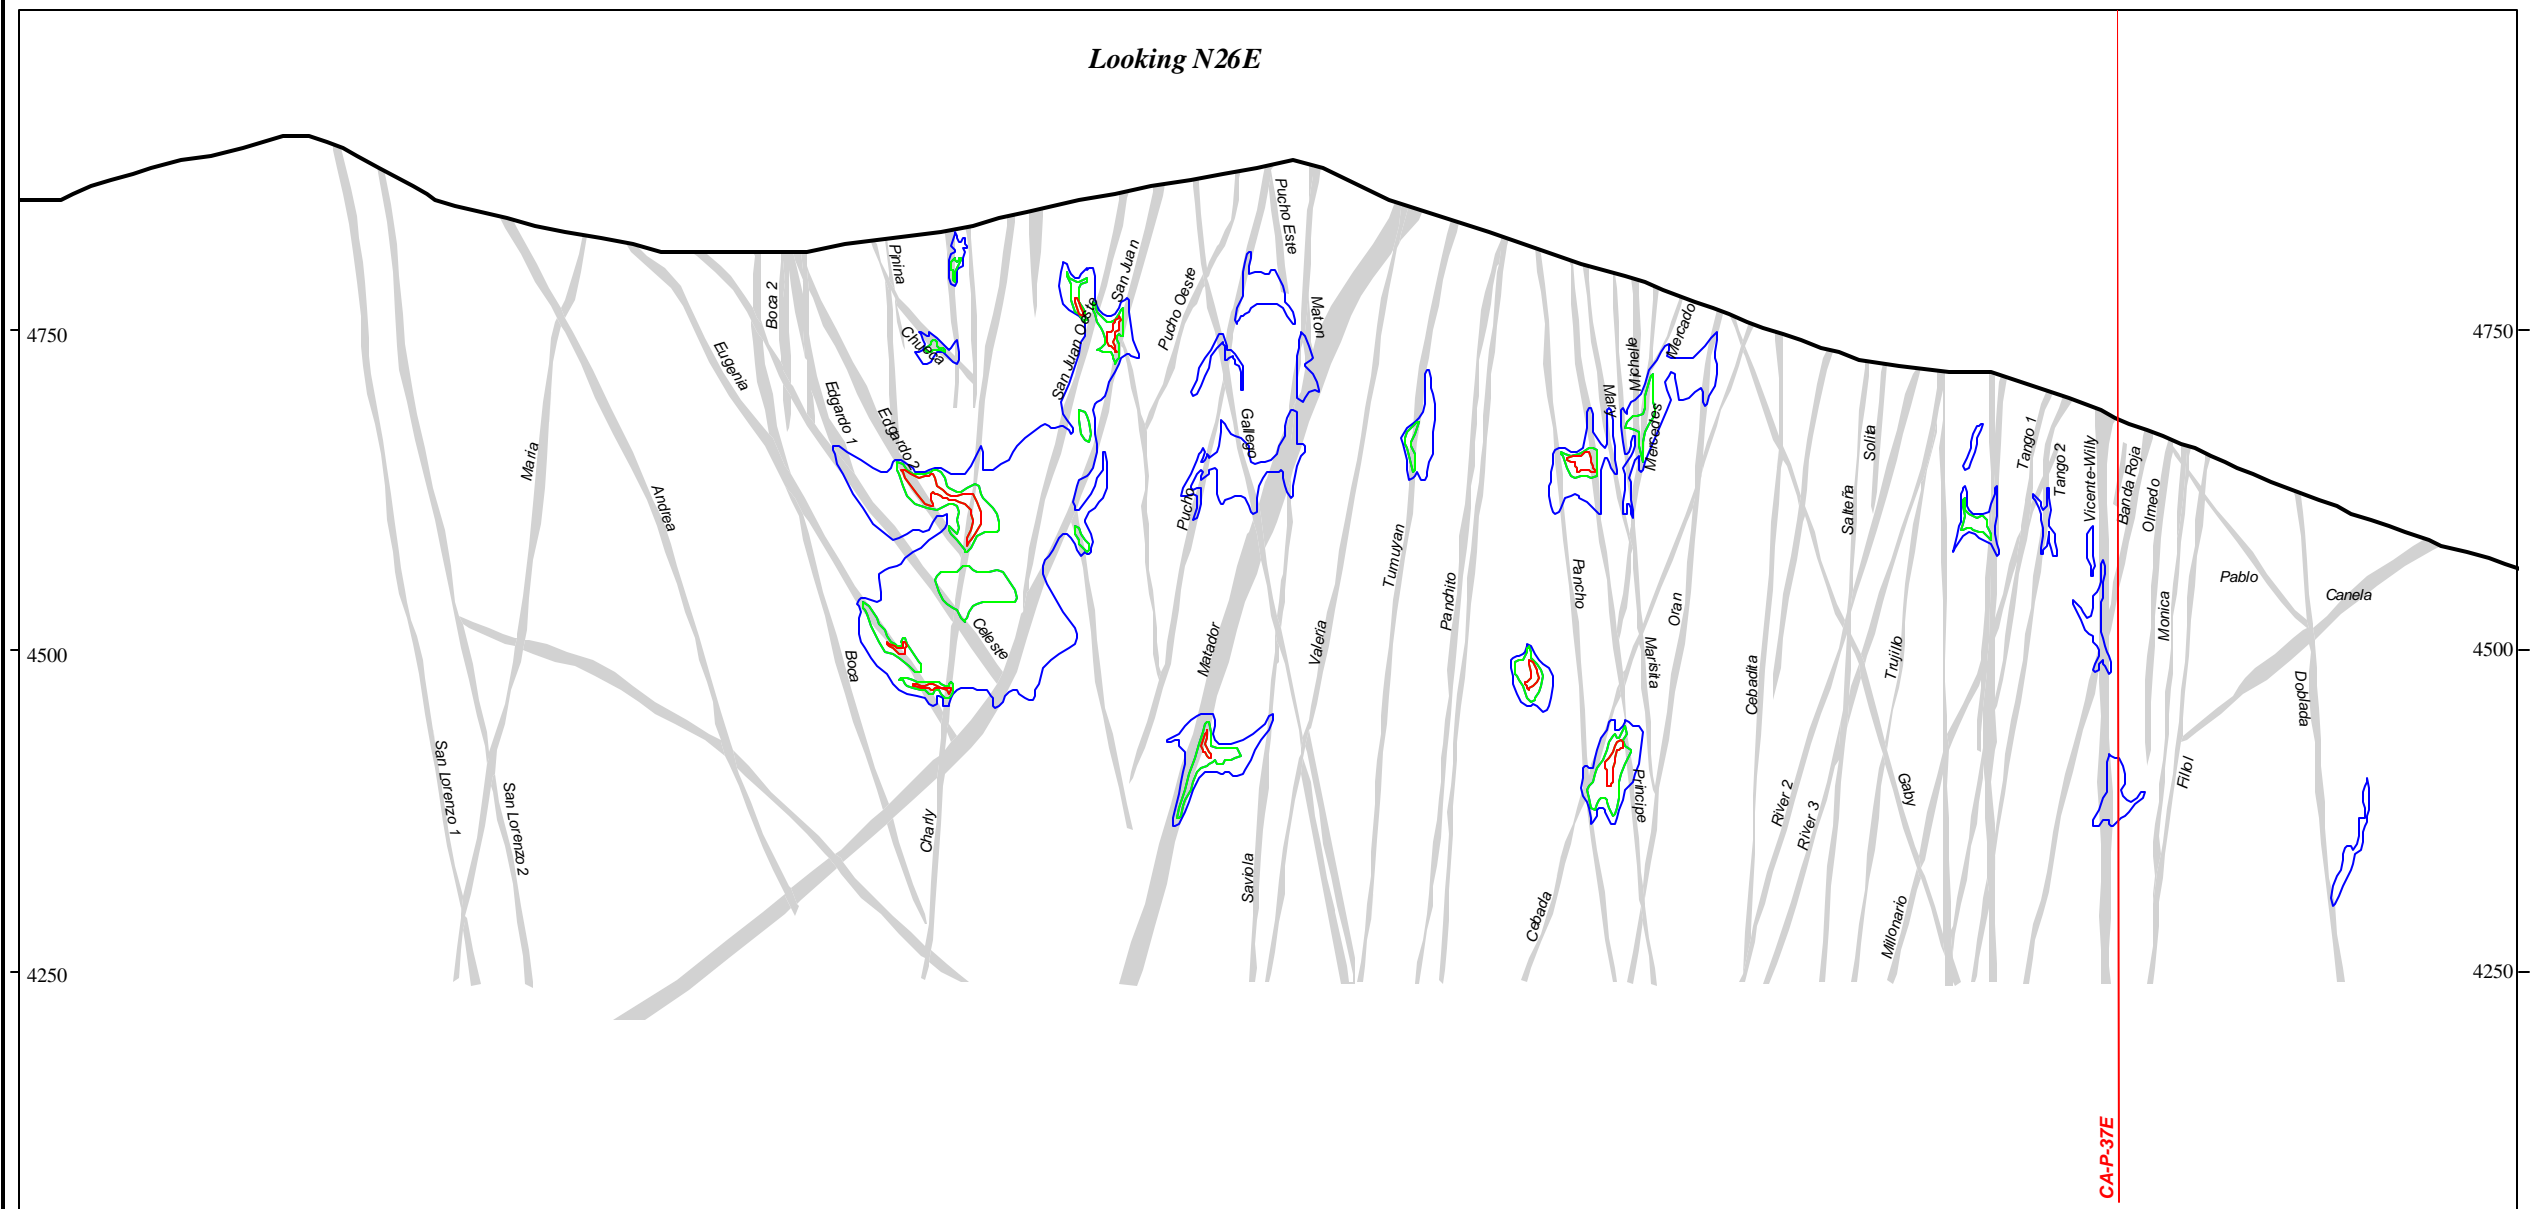 Looking N26E
Pucho Este
Pinina
San Juan
Boca 2
Pucho Oeste
Maton
4750
4750
Chueca
San Juan Oeste
Mercado
Eugenia
Michelle
Edgardo 1
Edgardo 2
Mari
Mercedes
Gallego
Maria
Solita
Tango 1
Tango 2
Vicente-Willy
Banda Roja
Olmedo
Andrea
Pucho
Salteña
Tumuyan
Panchito
Pancho
Oran
Pablo
Canela
Monica
4500
4500
Celeste
Boca
Matador
Valeria
Marisita
Cebadita
Trujillo
Doblada
San Lorenzo 1
San Lorenzo 2
Charly
Principe
River 2
River 3
Gaby
Fillol
Saviola
Cebada
Milonario
4250
4250
CA-P-37E